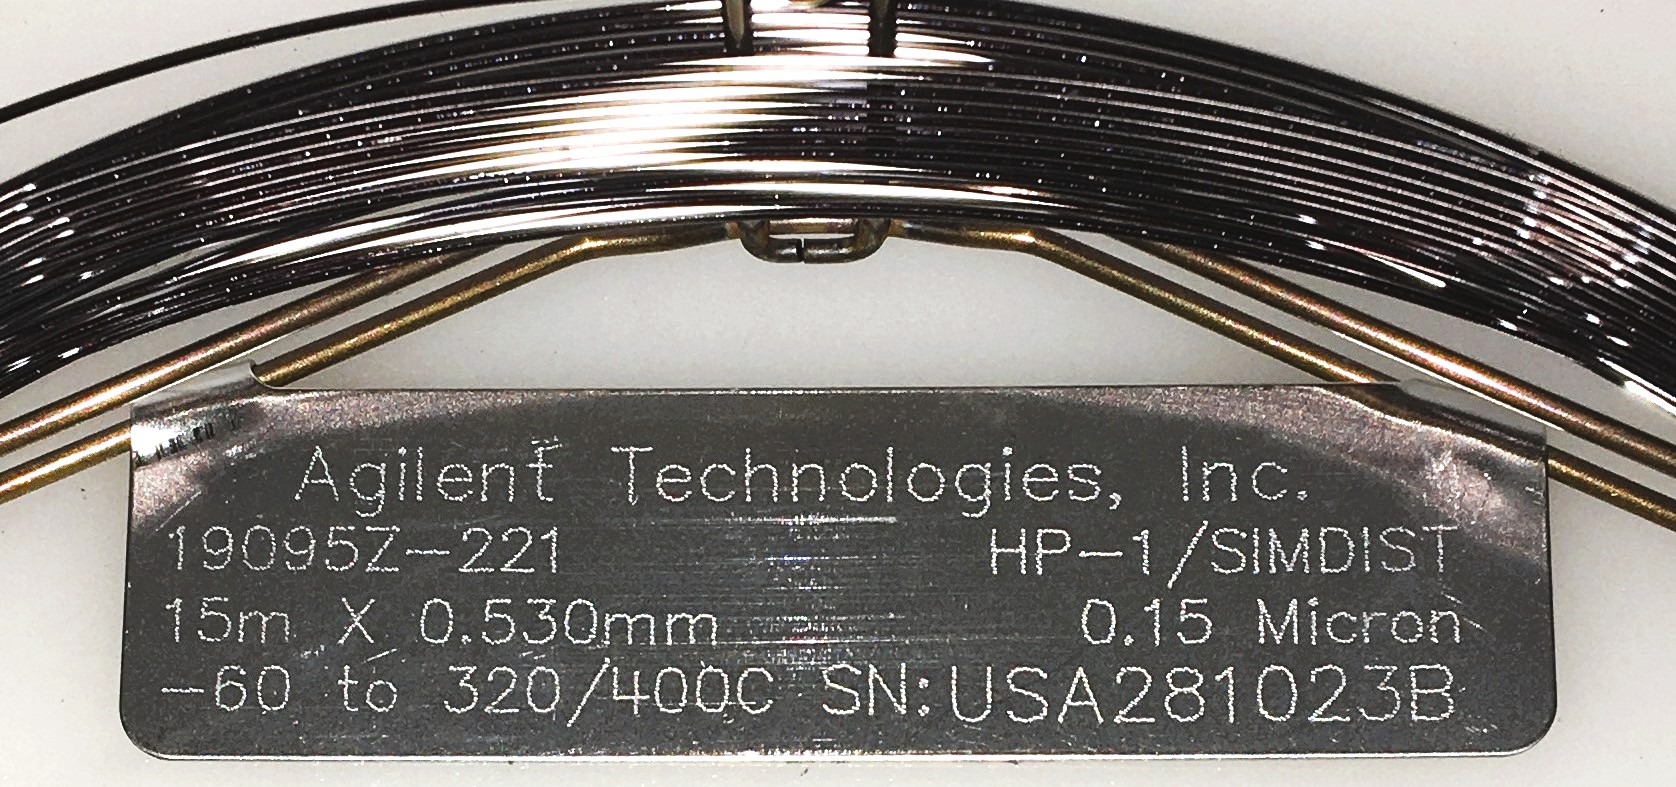 Agilent Technologies, Inc.
19095Z-221 HP-1/SIMDIST
15m X 0.530mm 0.15 Micron
-60 to 320/400C SN:USA281023B